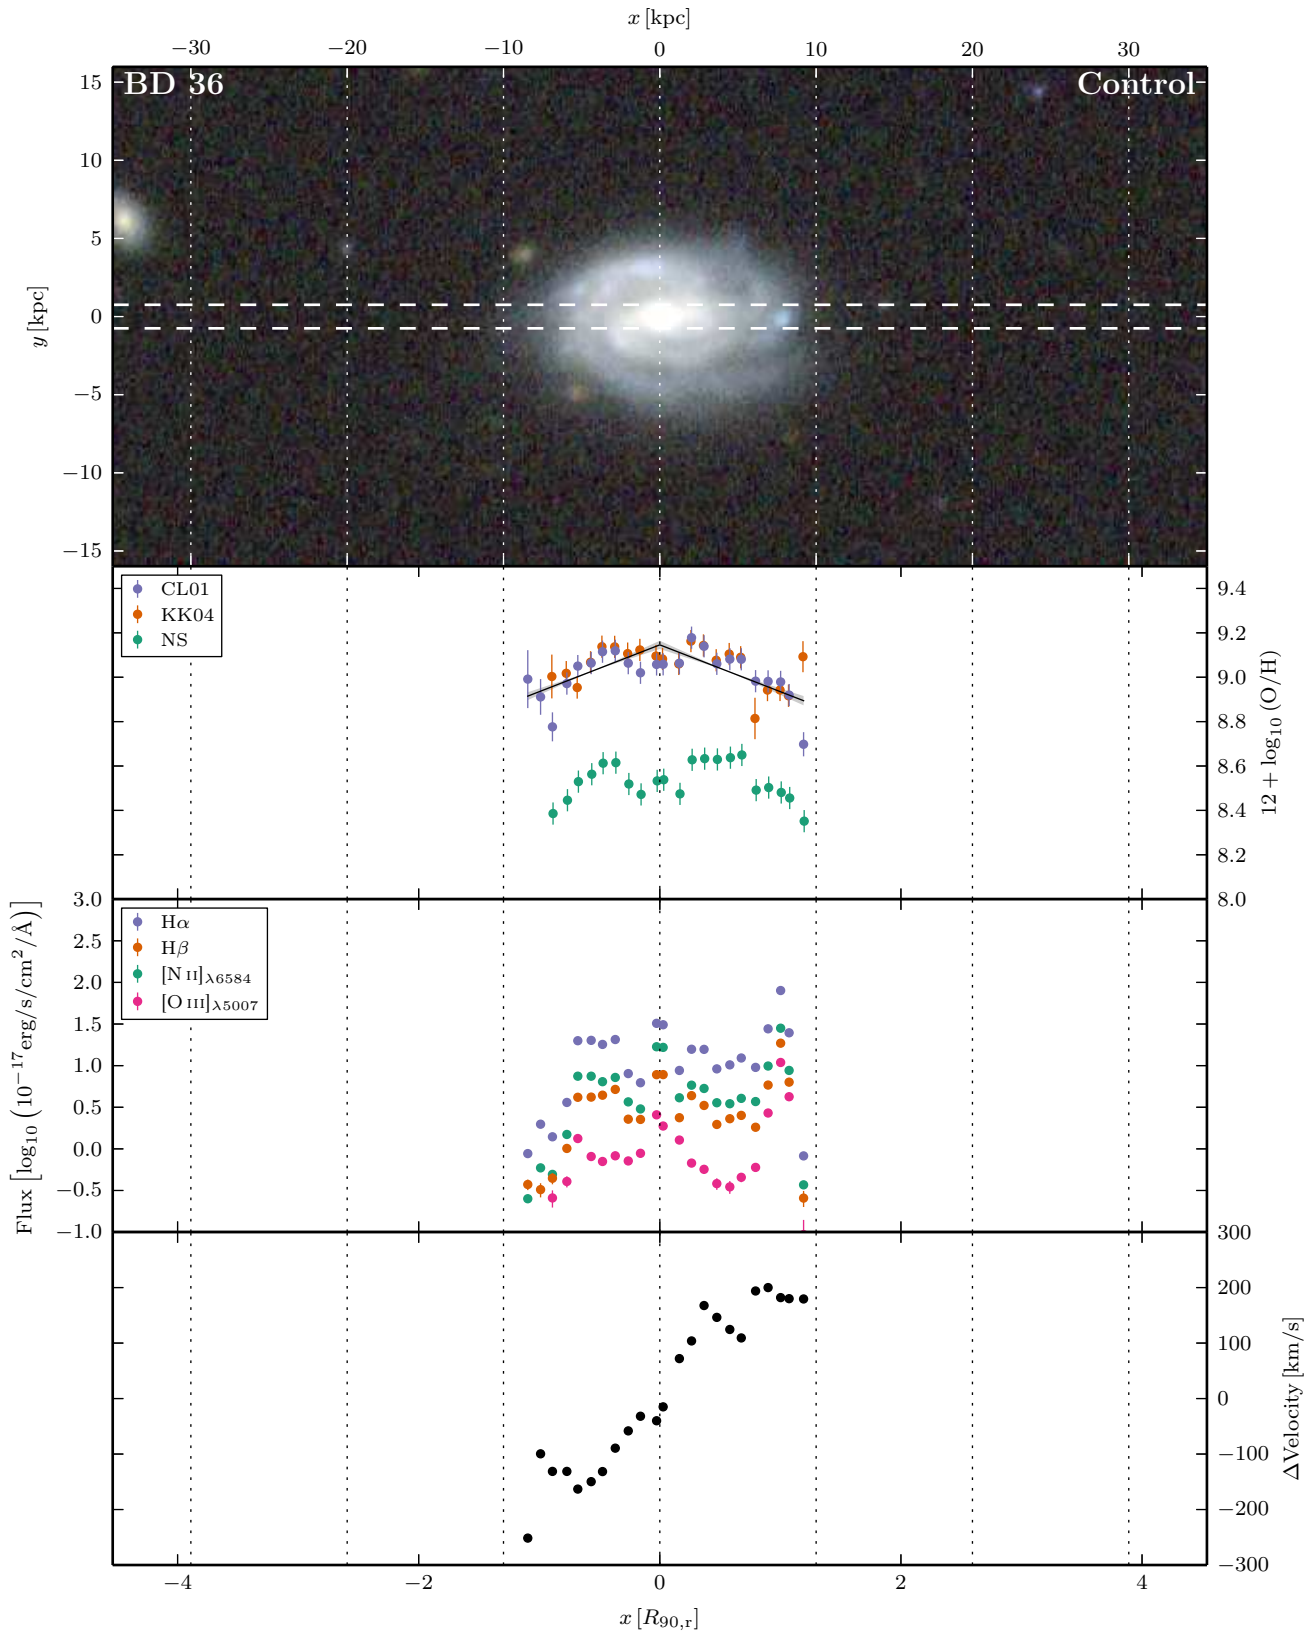 x [kpc]
−30 −20 −10 0 10 20 30
BD 36 Control
15
10
5
0
−5
−10
−15
y [kpc]
CL01
KK04
NS
9.4
9.2
9.0
8.8
8.6
8.4
8.2
8.0
12 + log₁₀ (O/H)
Hα
Hβ
[N II]λ6584
[O III]λ5007
3.0
2.5
2.0
1.5
1.0
0.5
0.0
−0.5
−1.0
Flux [log₁₀ (10⁻¹⁷erg/s/cm²/Å)]
300
200
100
0
−100
−200
−300
ΔVelocity [km/s]
−4 −2 0 2 4
x [R₉₀,ᵣ]